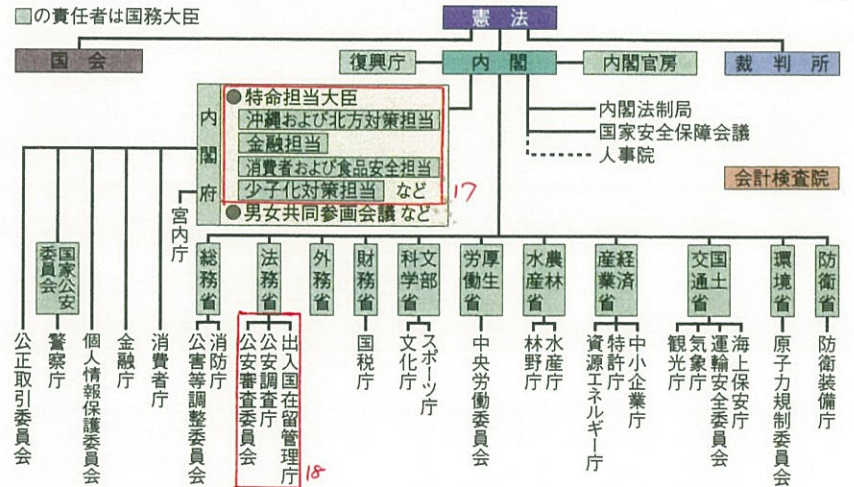 □の責任者は国務大臣
憲法
国会
復興庁
内閣
内閣官房
裁判所
内閣府
●特命担当大臣
沖縄および北方対策担当
金融担当
消費者および食品安全担当
少子化対策担当 など
17
●男女共同参画会議 など
内閣法制局
国家安全保障会議
人事院
会計検査院
宮内庁
公正取引委員会
国家公安委員会
警察庁
個人情報保護委員会
金融庁
消費者庁
総務省
公害等調整委員会
消防庁
法務省
公安審査委員会
公安調査庁
出入国在留管理庁
18
外務省
財務省
国税庁
文部科学省
文化庁
スポーツ庁
厚生労働省
中央労働委員会
農林水産省
林野庁
水産庁
経済産業省
資源エネルギー庁
特許庁
中小企業庁
国土交通省
観光庁
気象庁
運輸安全委員会
海上保安庁
環境省
原子力規制委員会
防衛省
防衛装備庁